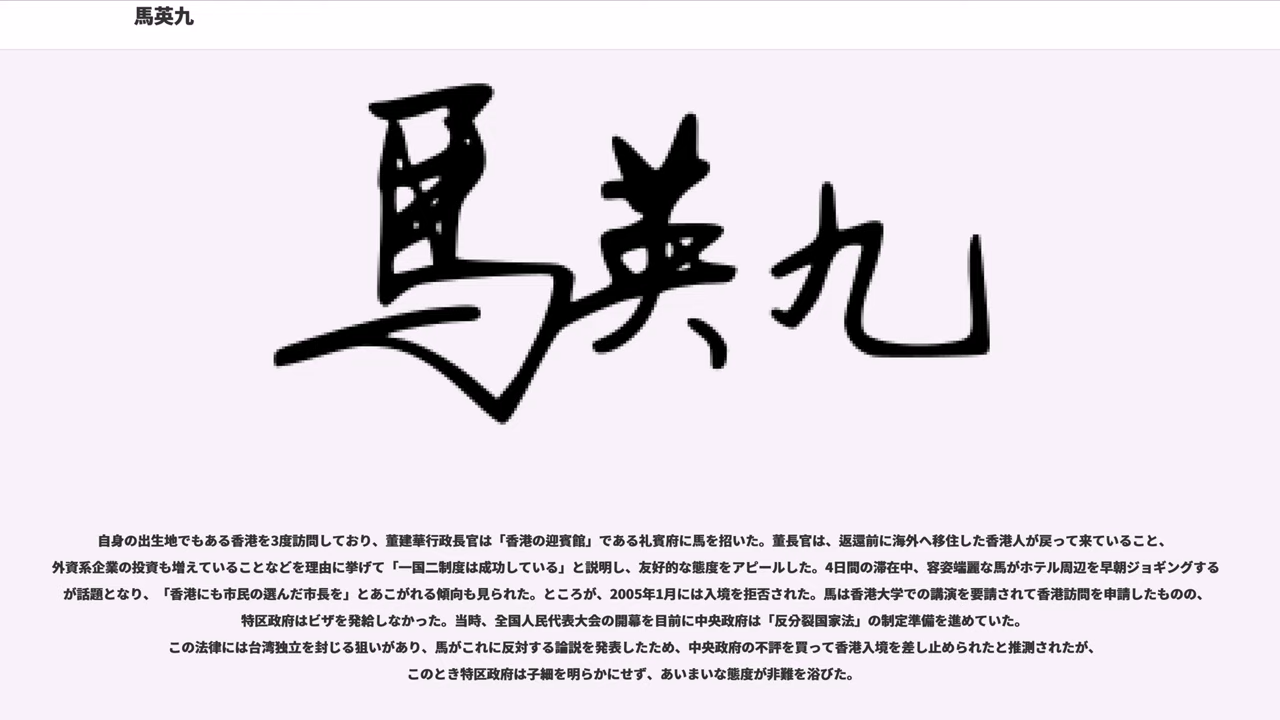 馬英九
馬英九
自身の出生地でもある香港を3度訪問しており、董建華行政長官は「香港の迎賓館」である礼賓府に馬を招いた。董長官は、返還前に海外へ移住した香港人が戻って来ていること、
外資系企業の投資も増えていることなどを理由に挙げて「一国二制度は成功している」と説明し、友好的な態度をアピールした。4日間の滞在中、容姿端麗な馬がホテル周辺を早朝ジョギングする
が話題となり、「香港にも市民の選んだ市長を」とあこがれる傾向も見られた。ところが、2005年1月には入境を拒否された。馬は香港大学での講演を要請されて香港訪問を申請したものの、
特区政府はビザを発給しなかった。当時、全国人民代表大会の開幕を目前に中央政府は「反分裂国家法」の制定準備を進めていた。
この法律には台湾独立を封じる狙いがあり、馬がこれに反対する論説を発表したため、中央政府の不評を買って香港入境を差し止められたと推測されたが、
このとき特区政府は子細を明らかにせず、あいまいな態度が非難を浴びた。